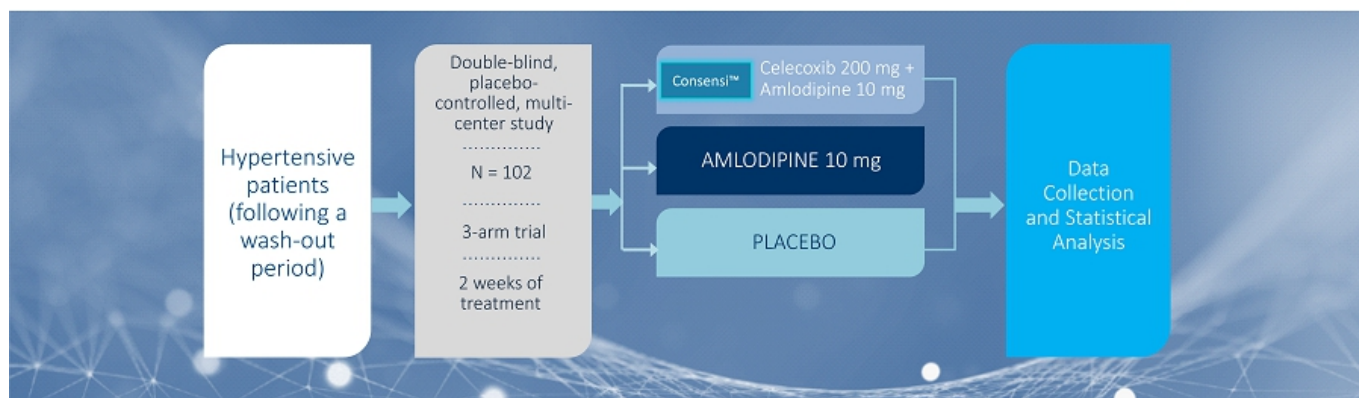 Hypertensive
patients
(following a
wash-out
period)
Double-blind,
placebo-
controlled, multi-
center study
..............
N = 102
..............
3-arm trial
..............
2 weeks of
treatment
Consensi™
Celecoxib 200 mg +
Amlodipine 10 mg
AMLODIPINE 10 mg
PLACEBO
Data
Collection
and Statistical
Analysis